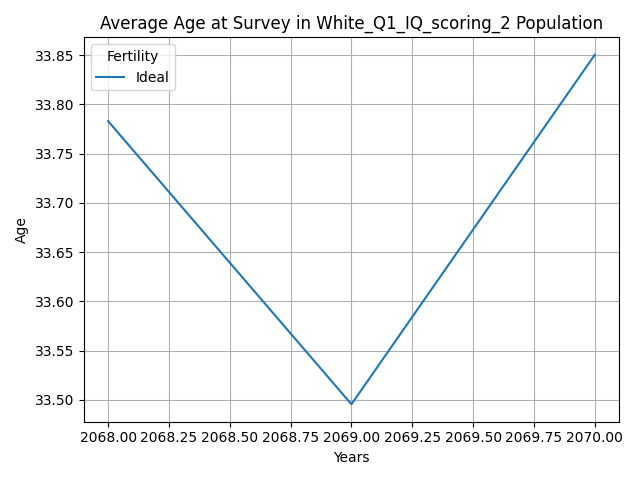 Average Age at Survey in White_Q1_IQ_scoring_2 Population
Fertility
Ideal
33.85
33.80
33.75
33.70
33.65
33.60
33.55
33.50
Age
2068.00 2068.25 2068.50 2068.75 2069.00 2069.25 2069.50 2069.75 2070.00
Years